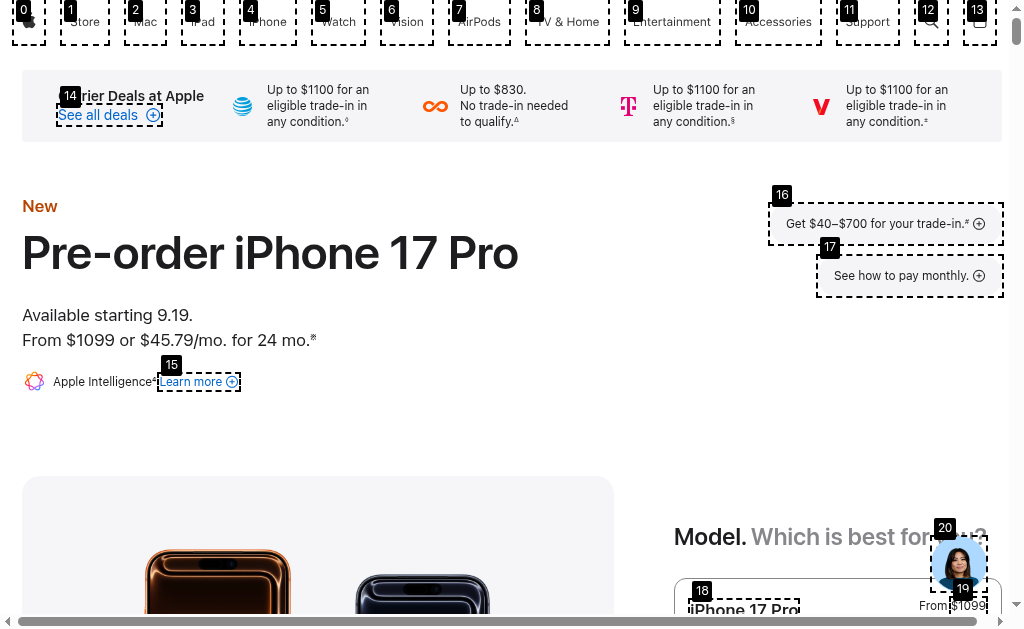 Store
Mac
iPad
iPhone
Watch
Vision
AirPods
TV & Home
Entertainment
Accessories
Support
0
1
2
3
4
5
6
7
8
9
10
11
12
13
14
Carrier Deals at Apple
See all deals
Up to $1100 for an
eligible trade-in in
any condition.◊
Up to $830.
No trade-in needed
to qualify.∆
Up to $1100 for an
eligible trade-in in
any condition.§
Up to $1100 for an
eligible trade-in in
any condition.±
New
Pre-order iPhone 17 Pro
16
Get $40–$700 for your trade-in.#
17
See how to pay monthly.
Available starting 9.19.
From $1099 or $45.79/mo. for 24 mo.※
15
Apple Intelligence Learn more
20
Model. Which is best for you?
18
19
iPhone 17 Pro
From $1099